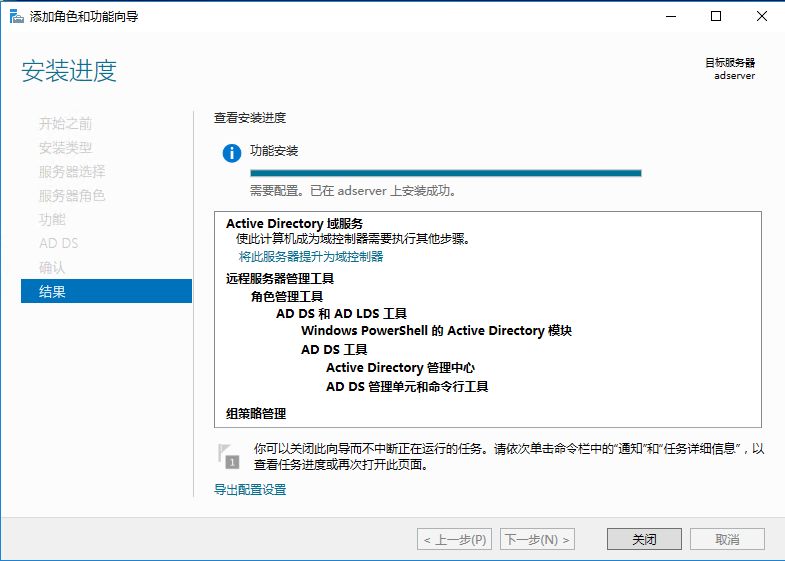 添加角色和功能向导
安装进度
目标服务器
adserver
开始之前
安装类型
服务器选择
服务器角色
功能
AD DS
确认
结果
查看安装进度
功能安装
需要配置。已在 adserver 上安装成功。
Active Directory 域服务
使此计算机成为域控制器需要执行其他步骤。
将此服务器提升为域控制器
远程服务器管理工具
角色管理工具
AD DS 和 AD LDS 工具
Windows PowerShell 的 Active Directory 模块
AD DS 工具
Active Directory 管理中心
AD DS 管理单元和命令行工具
组策略管理
1
你可以关闭此向导而不中断正在运行的任务。请依次单击命令栏中的“通知”和“任务详细信息”，以
查看任务进度或再次打开此页面。
导出配置设置
< 上一步(P)
下一步(N) >
关闭
取消